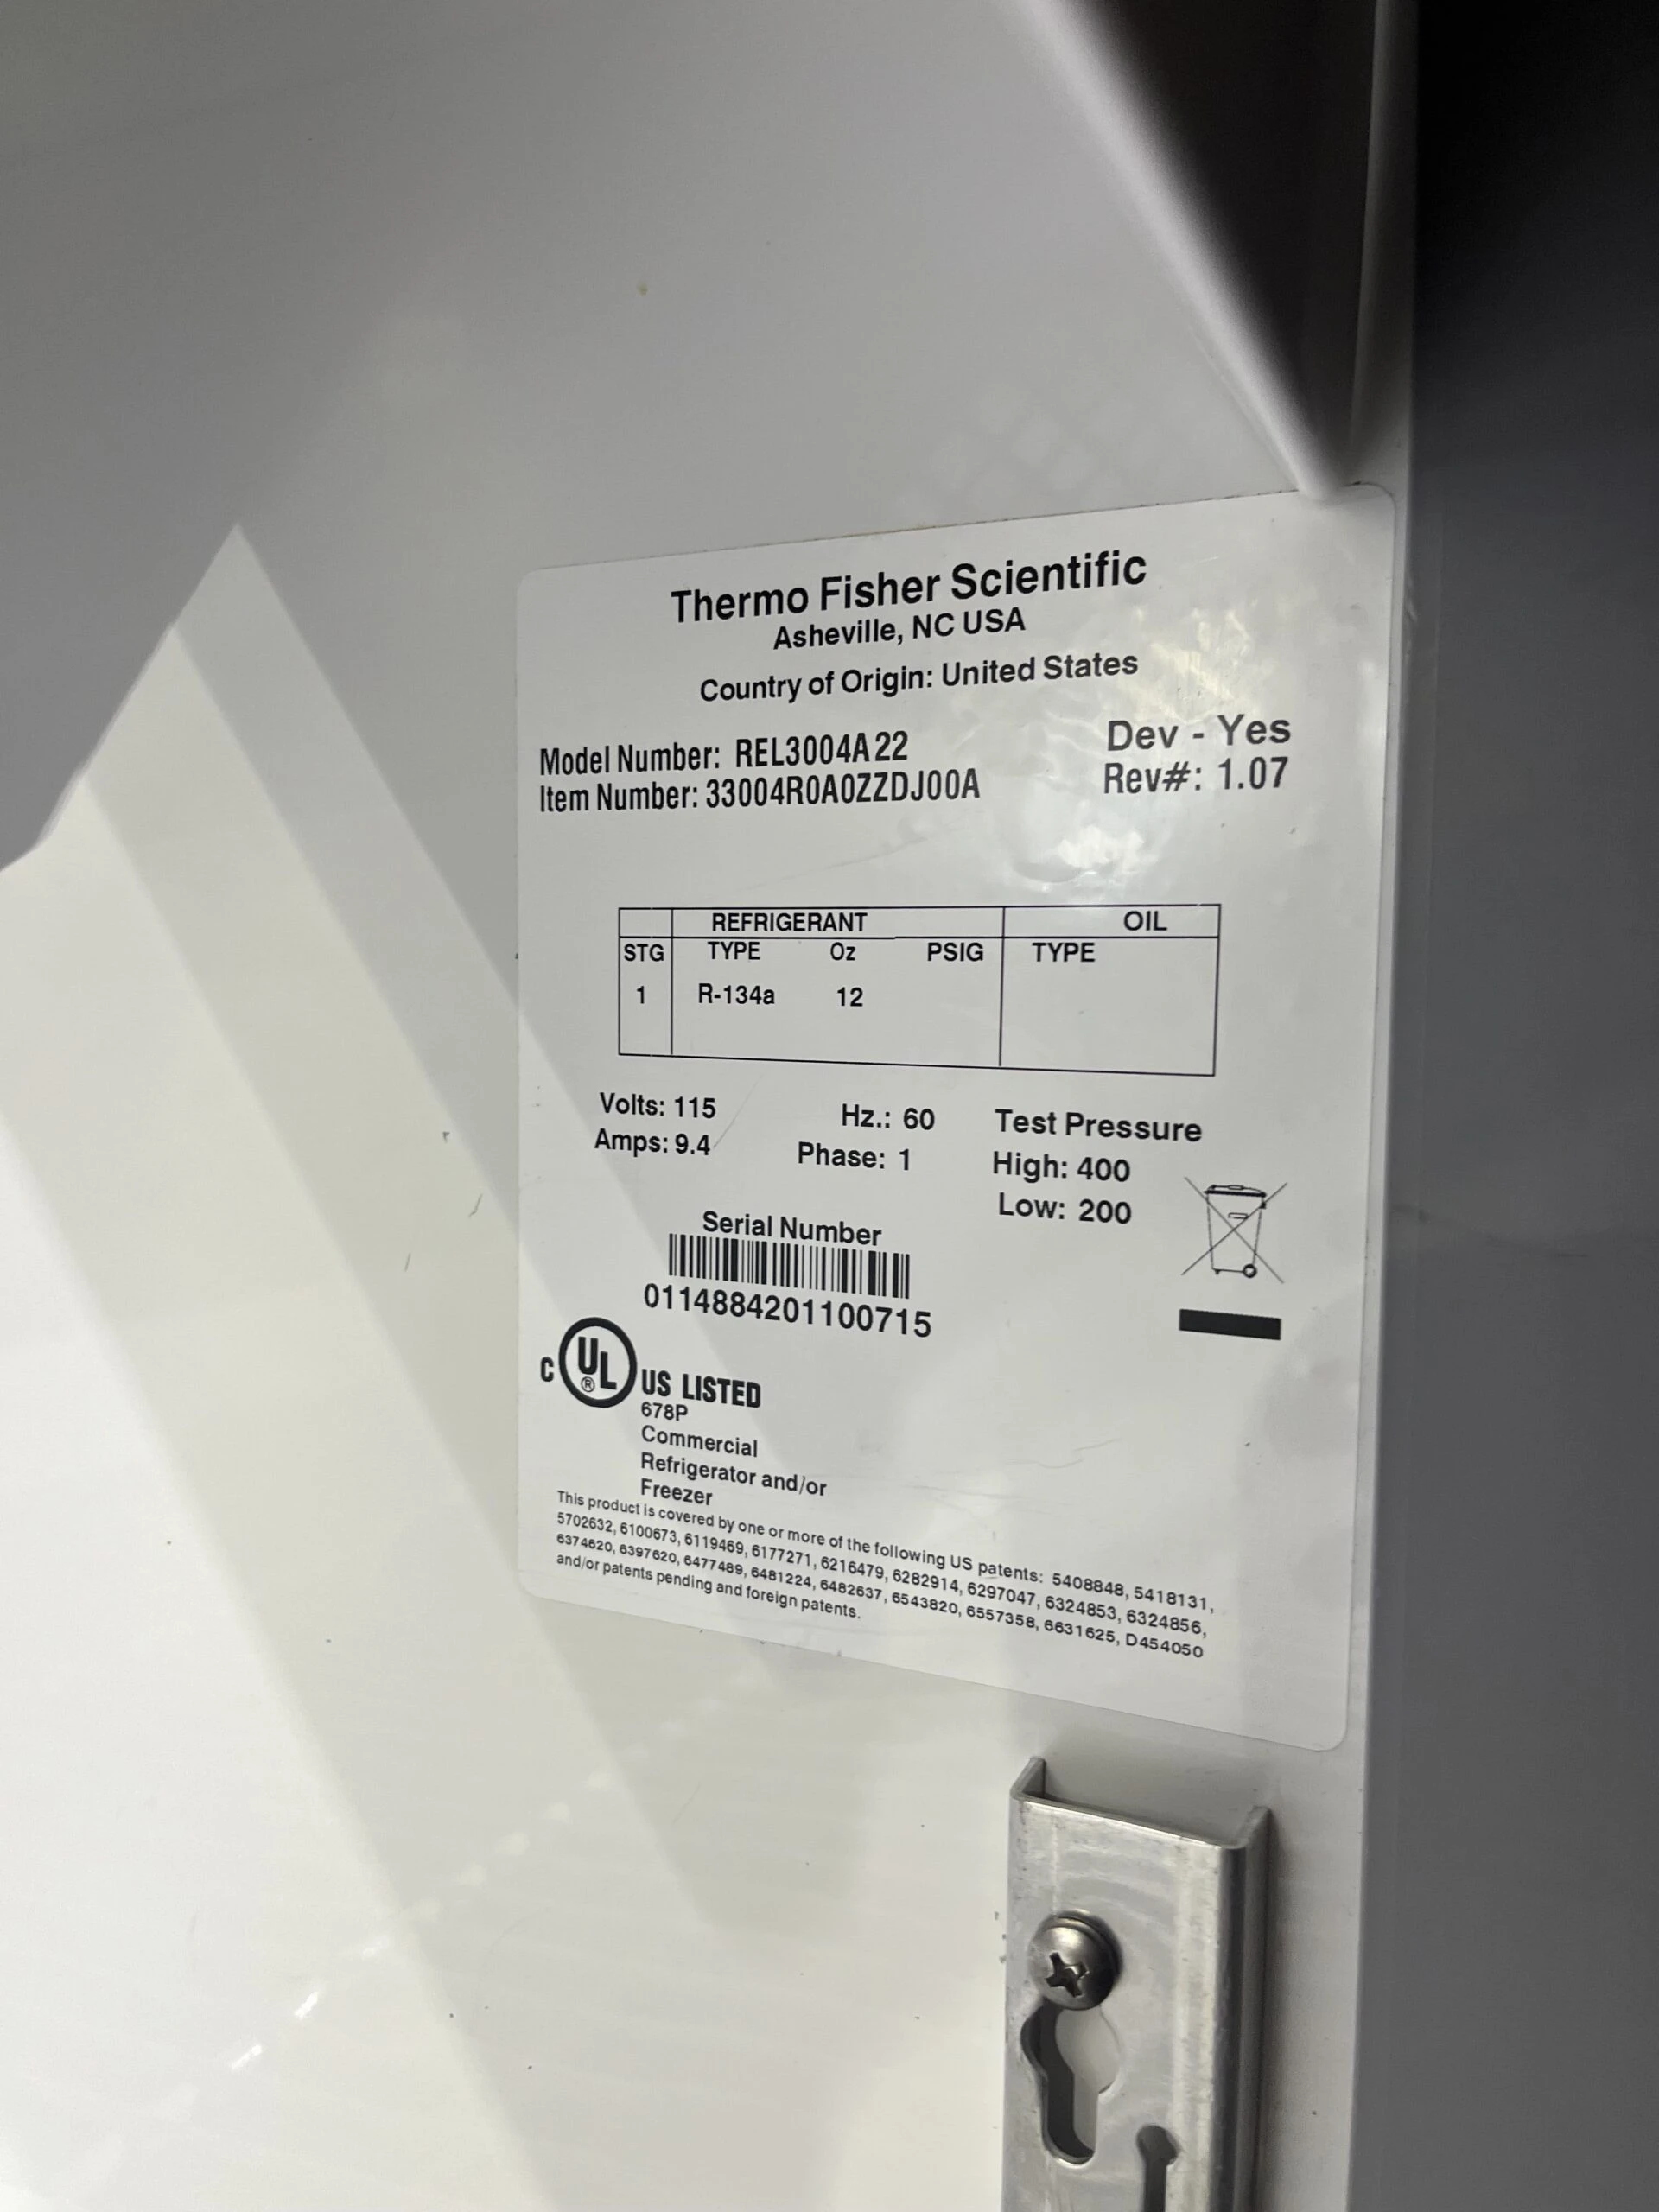 Thermo Fisher Scientific
Asheville, NC USA
Country of Origin: United States
Model Number: REL3004A22
Dev - Yes
Item Number: 33004R0A0ZZDJ00A
Rev#: 1.07
REFRIGERANT OIL
STG TYPE Oz PSIG TYPE
1 R-134a 12
Volts: 115 Hz.: 60 Test Pressure
Amps: 9.4 Phase: 1 High: 400
Low: 200
Serial Number
0114884201100715
C UL ® US LISTED
678P
Commercial
Refrigerator and/or
Freezer
This product is covered by one or more of the following US patents: 5408848, 5418131,
5702632, 6100673, 6119469, 6177271, 6216479, 6282914, 6297047, 6324853, 6324856,
6374620, 6397620, 6477489, 6481224, 6482637, 6543820, 6557358, 6631625, D454050
and/or patents pending and foreign patents.